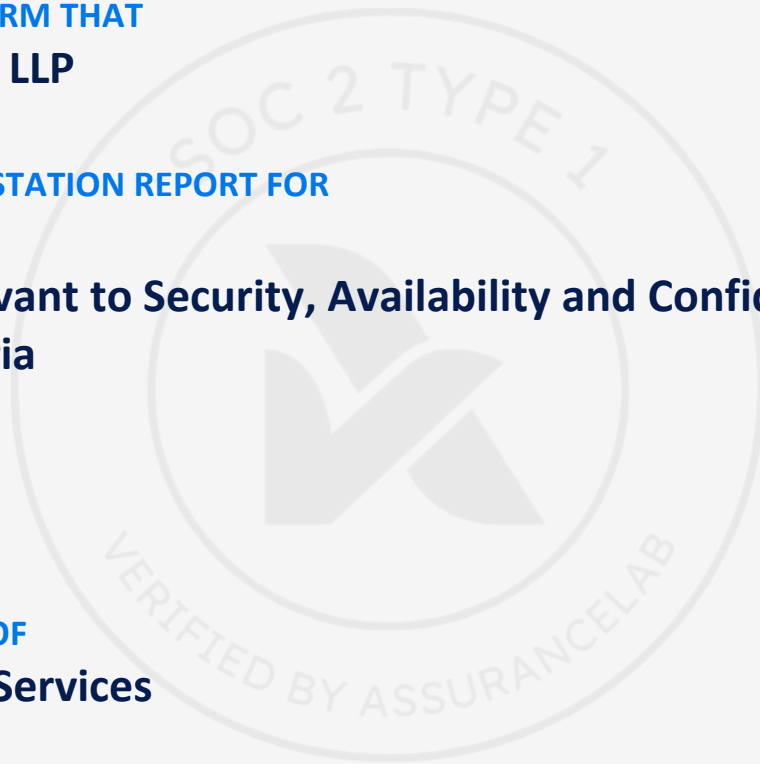 RM THAT
LLP
SOC 2 TYPE 1
STATION REPORT FOR
vant to Security, Availability and Confid
ia
OF
Services
VERIFIED BY ASSURANCELAB